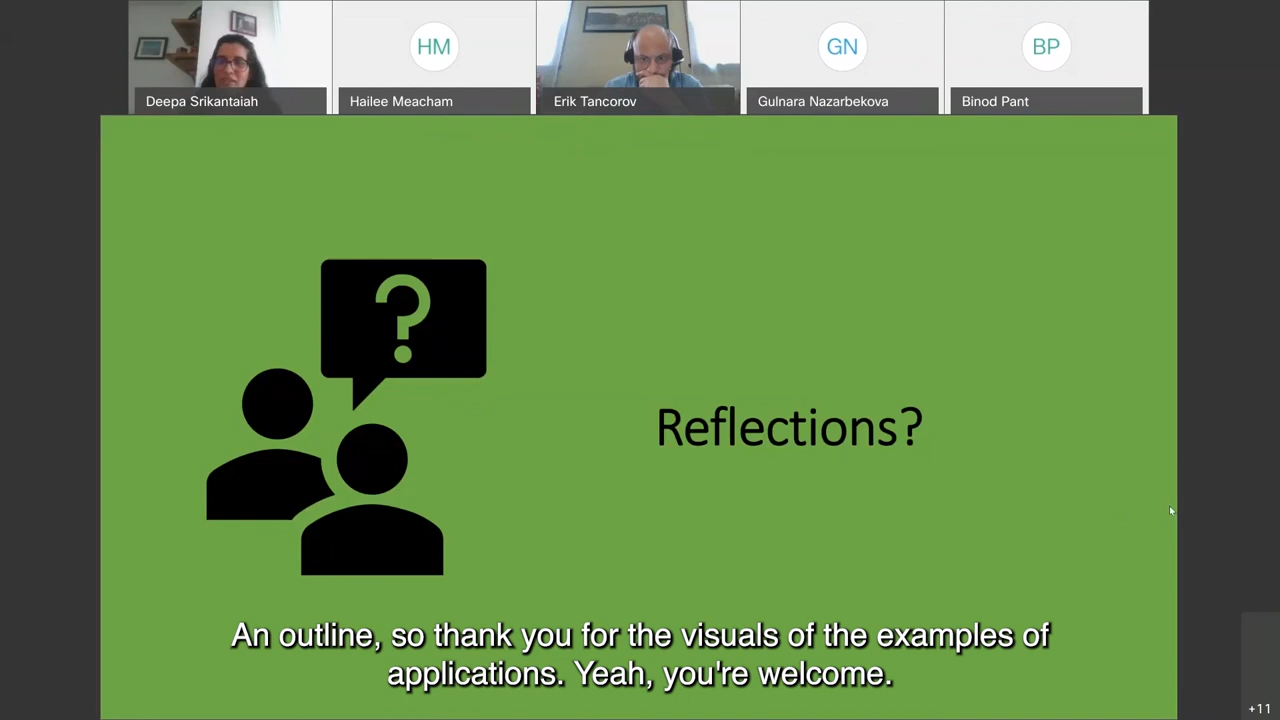 Deepa Srikantaiah
HM
Hailee Meacham
Erik Tancorov
GN
Gulnara Nazarbekova
BP
Binod Pant
?
Reflections?
An outline, so thank you for the visuals of the examples of
applications. Yeah, you're welcome.
+11